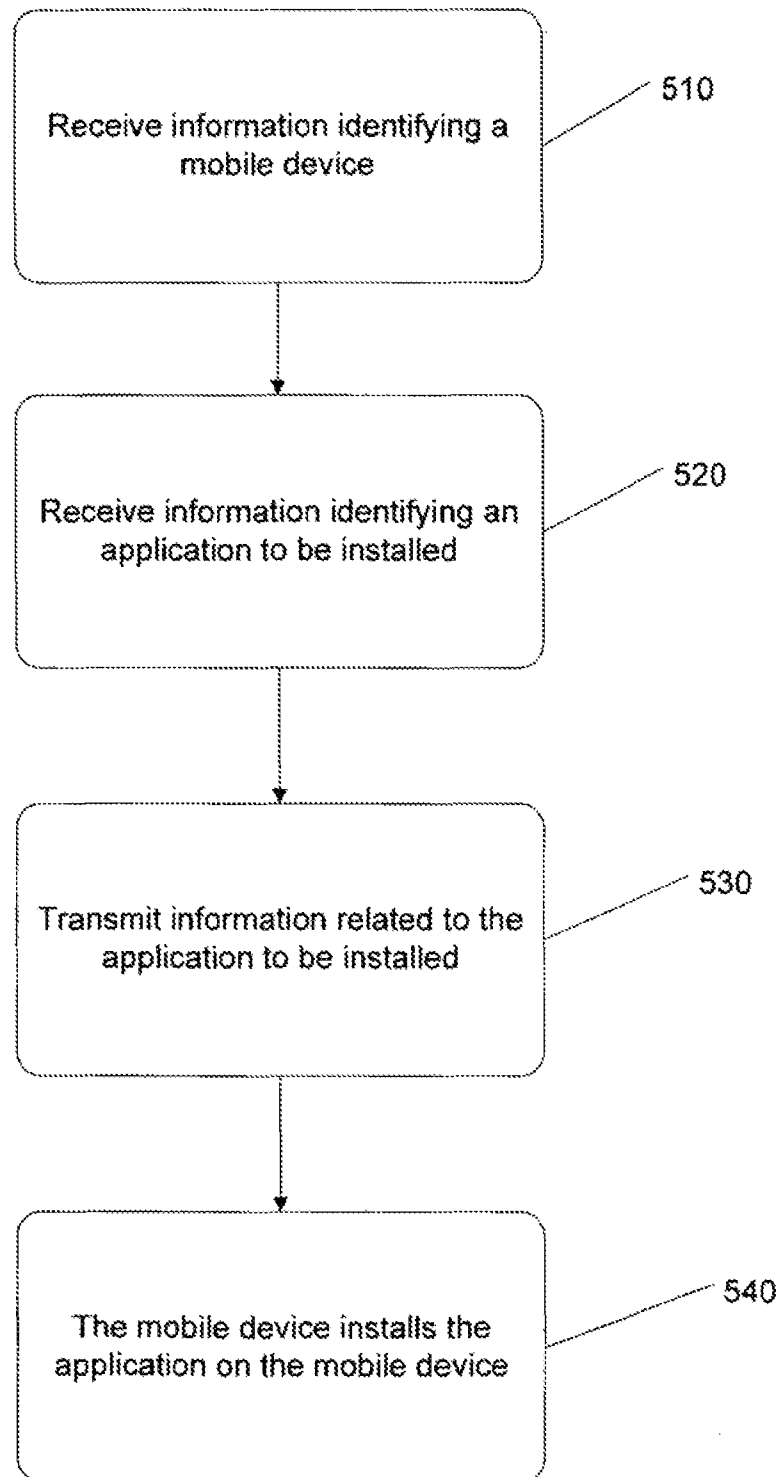 Receive information identifying a
mobile device
510
Receive information identifying an
application to be installed
520
Transmit information related to the
application to be installed
530
The mobile device installs the
application on the mobile device
540